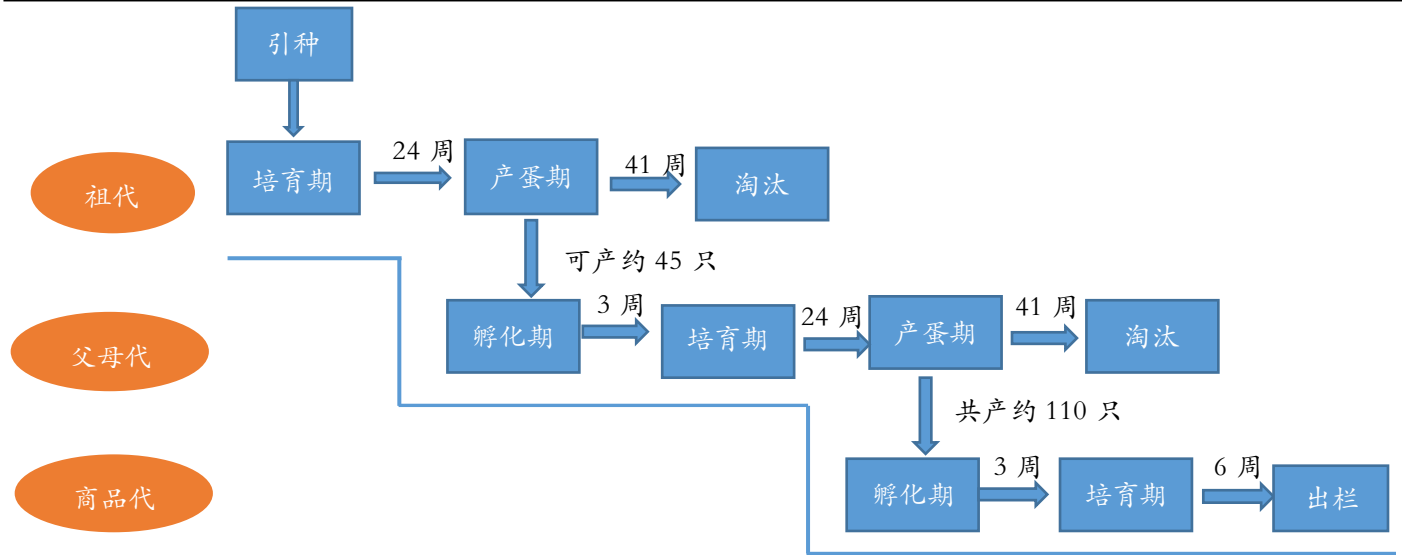 引种
24 周
41 周
祖代
培育期
产蛋期
淘汰
可产约 45 只
3 周
24 周
41 周
父母代
孵化期
培育期
产蛋期
淘汰
共产约 110 只
3 周
6 周
商品代
孵化期
培育期
出栏